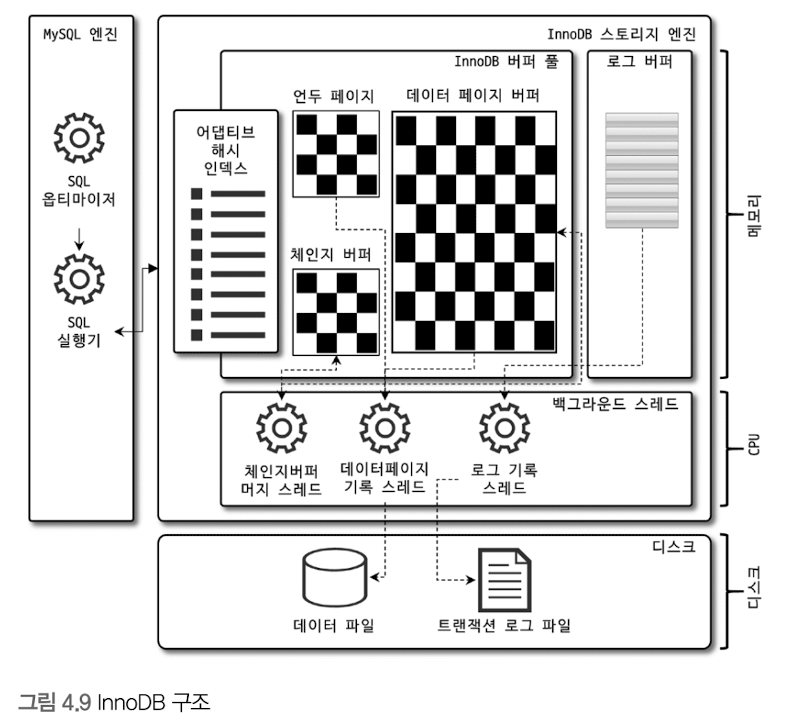 MySQL 엔진
InnoDB 스토리지 엔진
InnoDB 버퍼 풀
로그 버퍼
언두 페이지
데이터 페이지 버퍼
어댑티브
해시
인덱스
SQL
옵티마이저
체인지 버퍼
SQL
실행기
메모리
백그라운드 스레드
체인지버퍼
머지 스레드
데이터페이지
기록 스레드
로그 기록
스레드
CPU
디스크
데이터 파일
트랜잭션 로그 파일
디스크
그림 4.9 InnoDB 구조